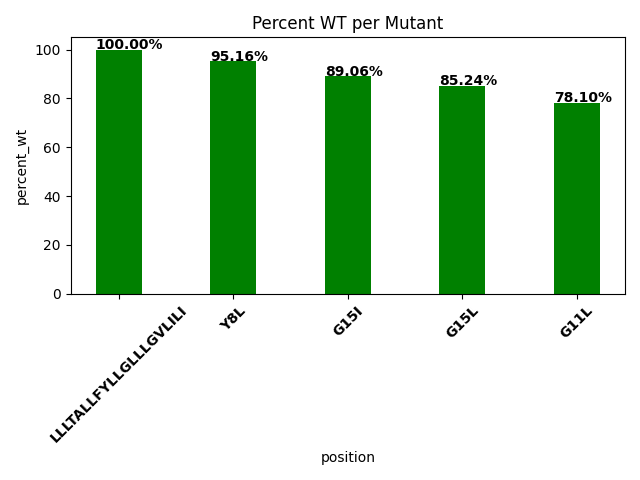 Percent WT per Mutant
percent_wt
100
80
60
40
20
0
100.00%
95.16%
89.06%
85.24%
78.10%
LLLTALLFYLLGLLLGVLILI
Y8L
G15I
G15L
G11L
position